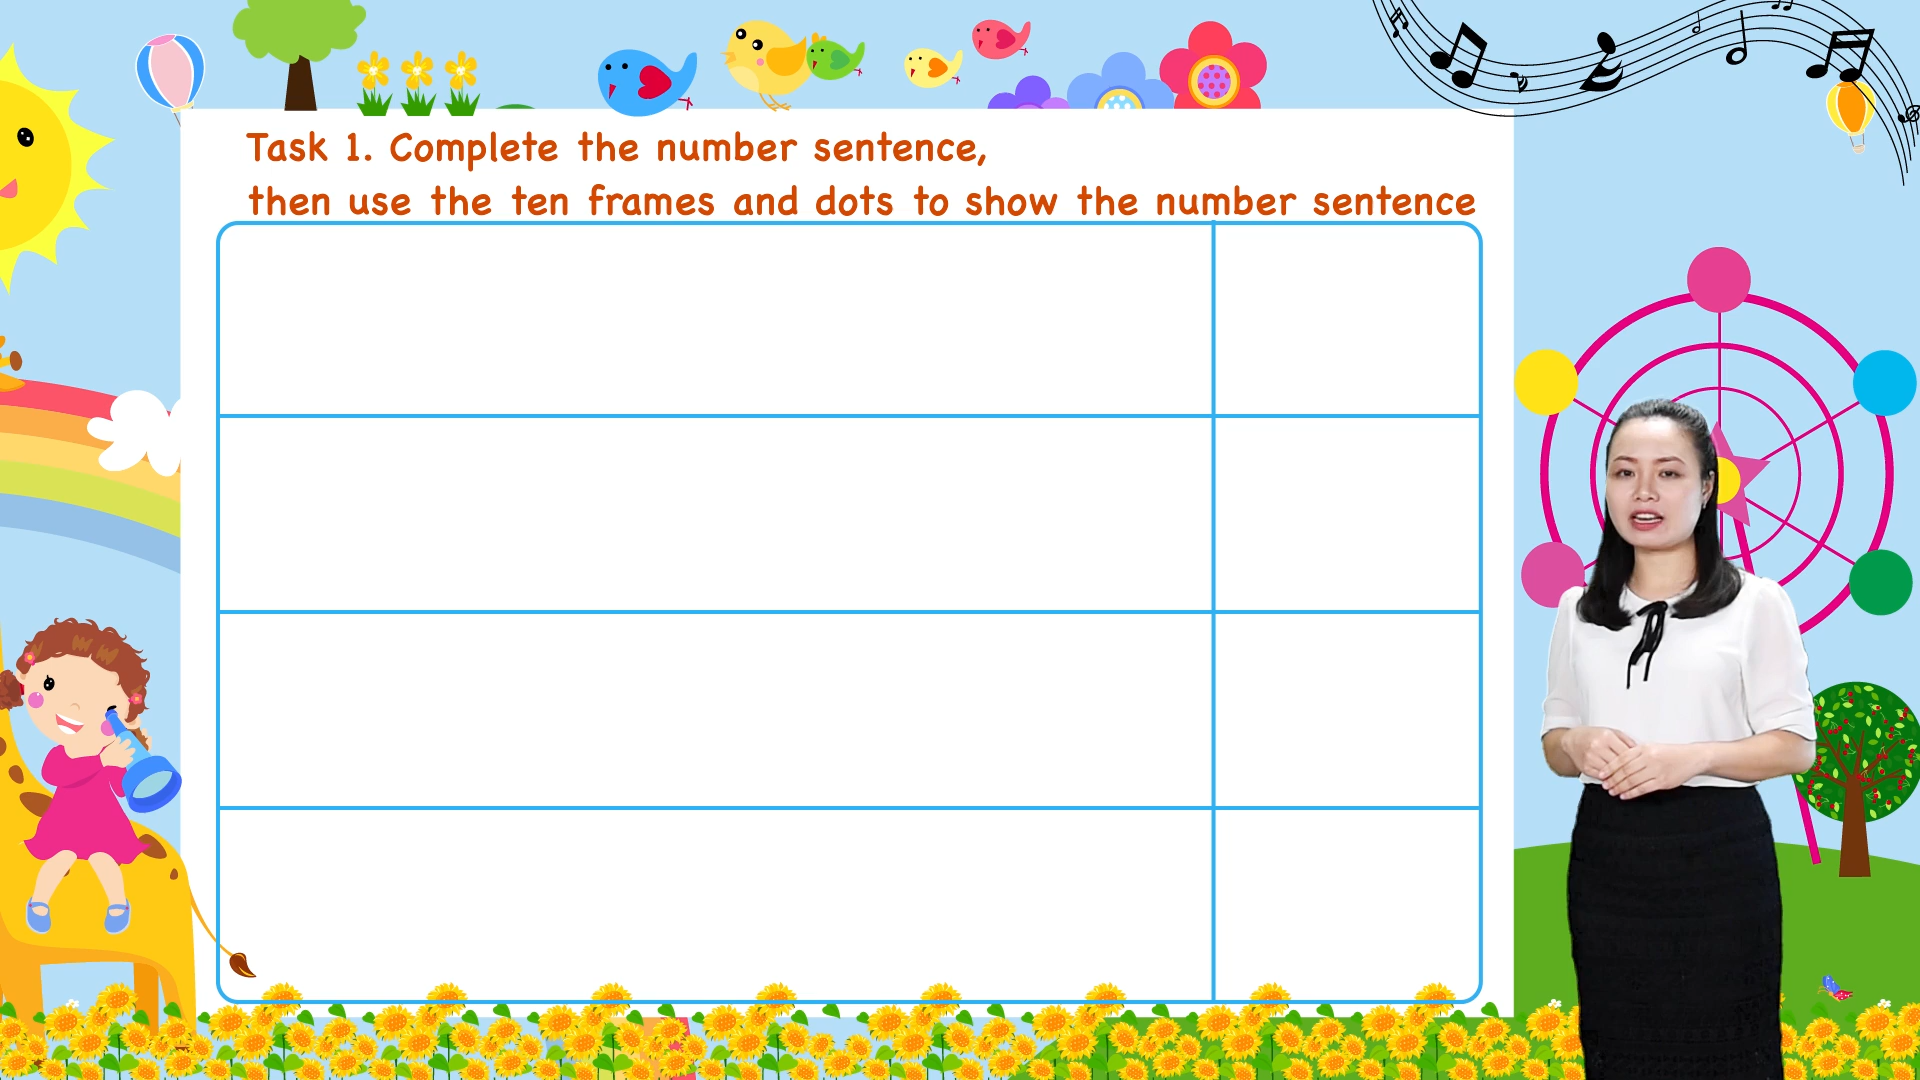 Task 1. Complete the number sentence,
then use the ten frames and dots to show the number sentence